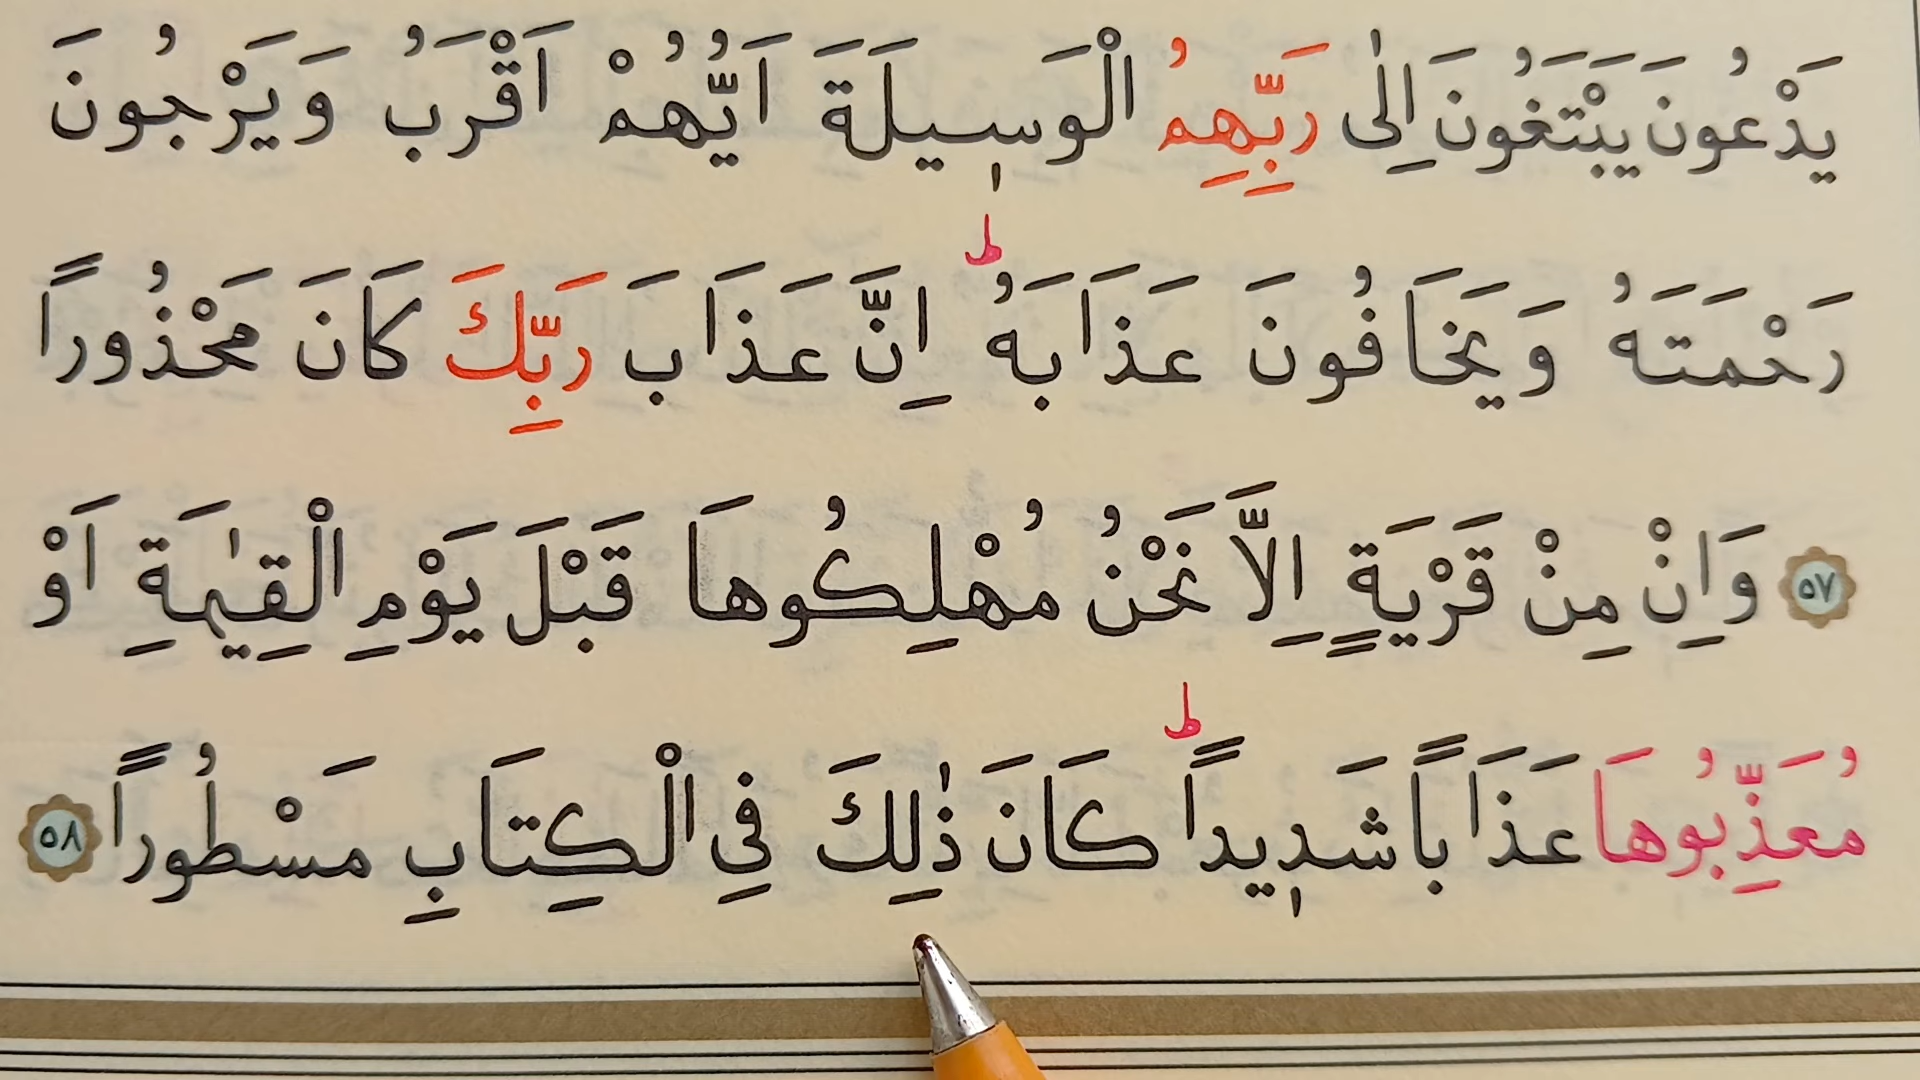 يَدْعُونَ يَبْتَغُونَ اِلٰى رَبِّهِمُ الْوَسٖيلَةَ اَيُّهُمْ اَقْرَبُ وَيَرْجُونَ
رَحْمَتَهُ وَيَخَافُونَ عَذَابَهُ ؕ اِنَّ عَذَابَ رَبِّكَ كَانَ مَحْذُوراً
٥٧ وَاِنْ مِنْ قَرْيَةٍ اِلَّا نَحْنُ مُهْلِكُوهَا قَبْلَ يَوْمِ الْقِيٰمَةِ اَوْ
مُعَذِّبُوهَا عَذَاباً شَدٖيداً ؕ كَانَ ذٰلِكَ فِي الْكِتَابِ مَسْطُوراً ٥٨